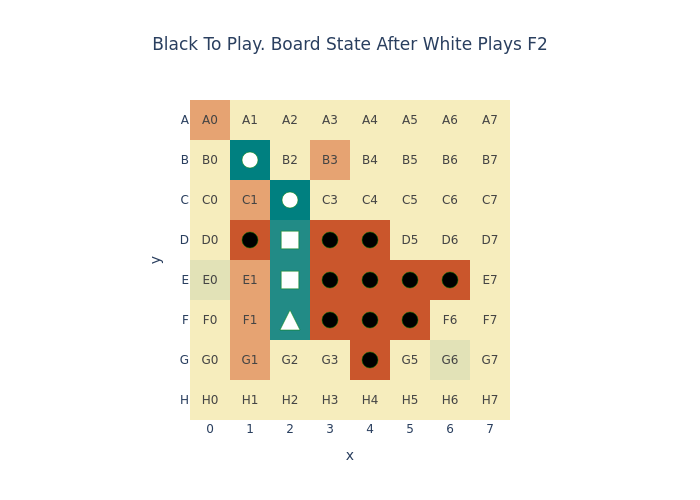 Black To Play. Board State After White Plays F2
A A0 A1 A2 A3 A4 A5 A6 A7
B B0 B2 B3 B4 B5 B6 B7
C C0 C1 C3 C4 C5 C6 C7
D D0 D5 D6 D7
E E0 E1 E7
F F0 F1 F6 F7
G G0 G1 G2 G3 G5 G6 G7
H H0 H1 H2 H3 H4 H5 H6 H7
0 1 2 3 4 5 6 7
x
y